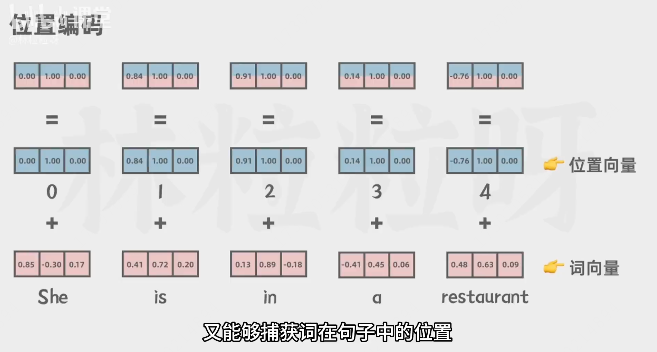 位置编码
0.00 1.00 0.00 0.84 1.00 0.00 0.91 1.00 0.00 0.14 1.00 0.00 -0.76 1.00 0.00
= = = = =
0.00 1.00 0.00 0.84 1.00 0.00 0.91 1.00 0.00 0.14 1.00 0.00 -0.76 1.00 0.00 位置向量
0 1 2 3 4
+ + + + +
0.85 -0.30 0.17 0.41 0.72 0.20 0.13 0.89 -0.18 -0.41 0.45 0.06 0.48 0.63 0.09 词向量
She is in a restaurant
林粒粒呀
又能够捕获词在句子中的位置